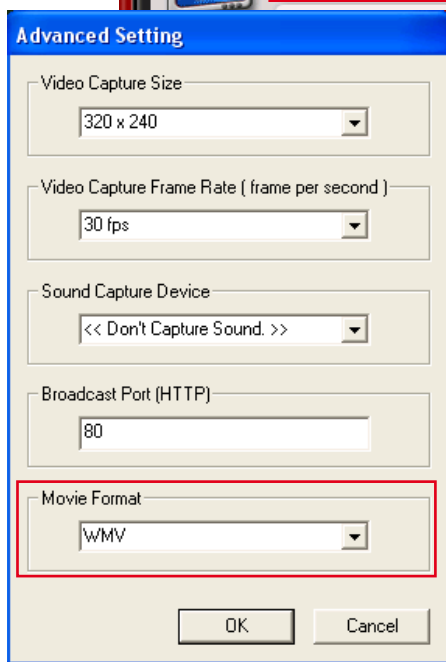 Advanced Setting
Video Capture Size
320 x 240
Video Capture Frame Rate ( frame per second )
30 fps
Sound Capture Device
<< Don't Capture Sound. >>
Broadcast Port (HTTP)
80
Movie Format
WMV
OK
Cancel